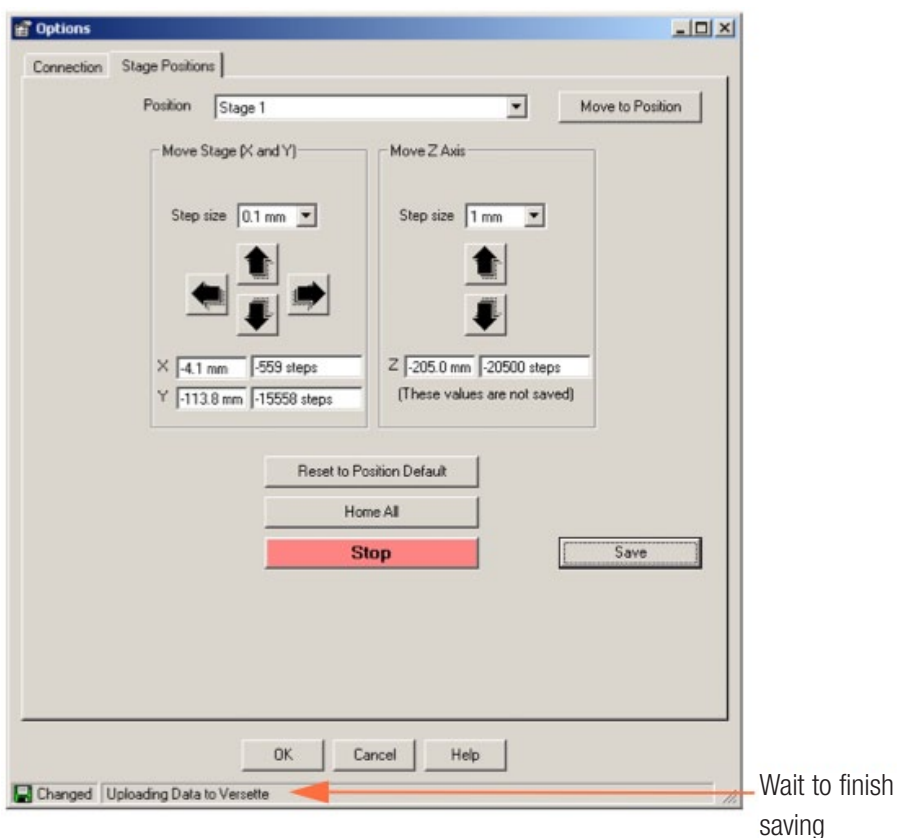 Options
Connection Stage Positions
Position Stage 1 Move to Position
Move Stage (X and Y) Move Z Axis
Step size 0.1 mm Step size 1 mm
X -4.1 mm -559 steps Z -205.0 mm -20500 steps
Y -113.8 mm -15558 steps (These values are not saved)
Reset to Position Default
Home All
Stop Save
OK Cancel Help
Changed Uploading Data to Versette
Wait to finish
saving